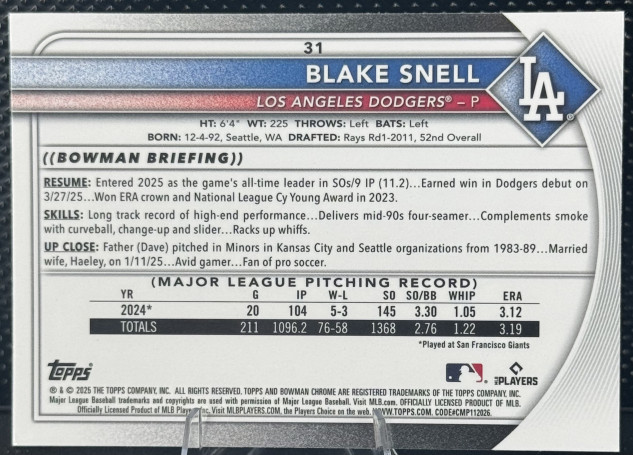 31
BLAKE SNELL
LOS ANGELES DODGERS® – P
LA®
HT: 6'4" WT: 225 THROWS: Left BATS: Left
BORN: 12-4-92, Seattle, WA DRAFTED: Rays Rd1-2011, 52nd Overall
((BOWMAN BRIEFING))
RESUME: Entered 2025 as the game's all-time leader in SOs/9 IP (11.2)...Earned win in Dodgers debut on
3/27/25...Won ERA crown and National League Cy Young Award in 2023.
SKILLS: Long track record of high-end performance...Delivers mid-90s four-seamer...Complements smoke
with curveball, change-up and slider...Racks up whiffs.
UP CLOSE: Father (Dave) pitched in Minors in Kansas City and Seattle organizations from 1983-89...Married
wife, Haeley, on 1/11/25...Avid gamer...Fan of pro soccer.
(MAJOR LEAGUE PITCHING RECORD)
YR G IP W-L SO SO/BB WHIP ERA
2024* 20 104 5-3 145 3.30 1.05 3.12
TOTALS 211 1096.2 76-58 1368 2.76 1.22 3.19
*Played at San Francisco Giants
Topps
PLAYERS
® & © 2025 THE TOPPS COMPANY, INC. ALL RIGHTS RESERVED. TOPPS AND BOWMAN CHROME ARE REGISTERED TRADEMARKS OF THE TOPPS COMPANY, INC.
Major League Baseball trademarks and copyrights are used with permission of Major League Baseball. Visit MLB.com. OFFICIALLY LICENSED PRODUCT OF MLB.
Officially Licensed Product of MLB Players, Inc. Visit MLBPLAYERS.COM, the Players Choice on the web. WWW.TOPPS.COM. CODE#CMP112026.